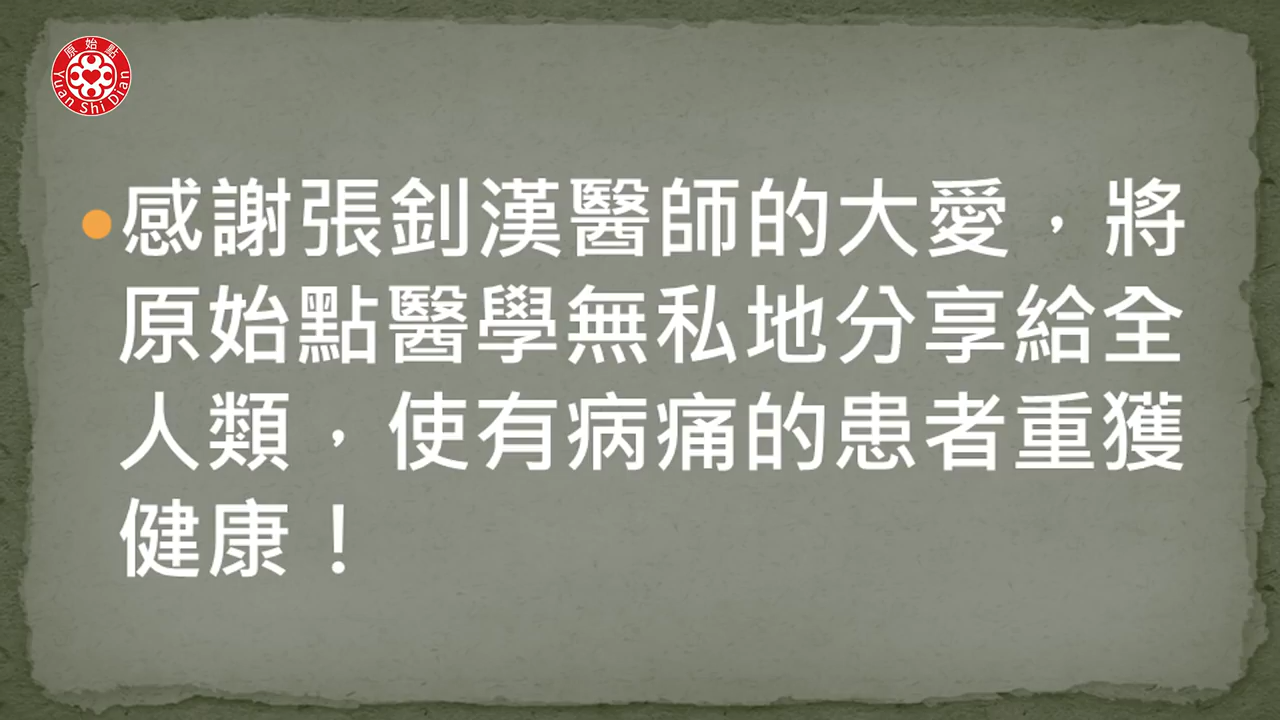 原始點
Yuan Shi Dian
•感謝張釗漢醫師的大愛，將
原始點醫學無私地分享給全
人類，使有病痛的患者重獲
健康！